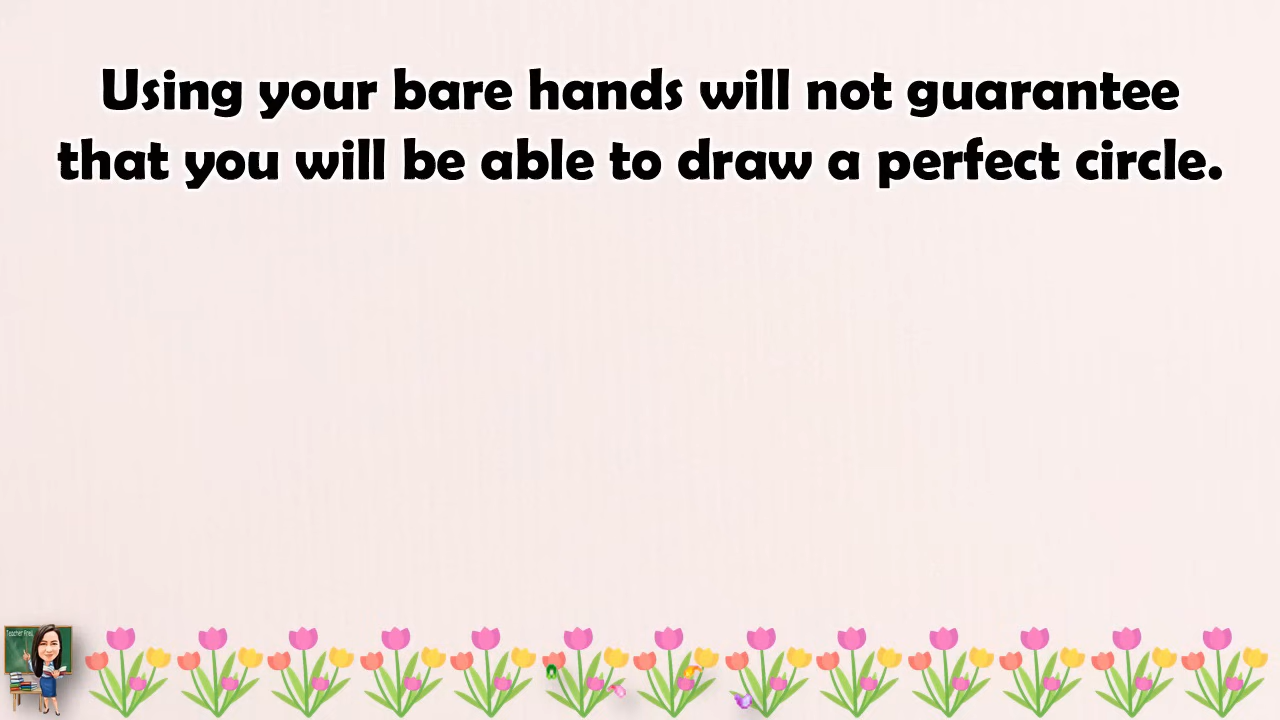 Using your bare hands will not guarantee
that you will be able to draw a perfect circle.